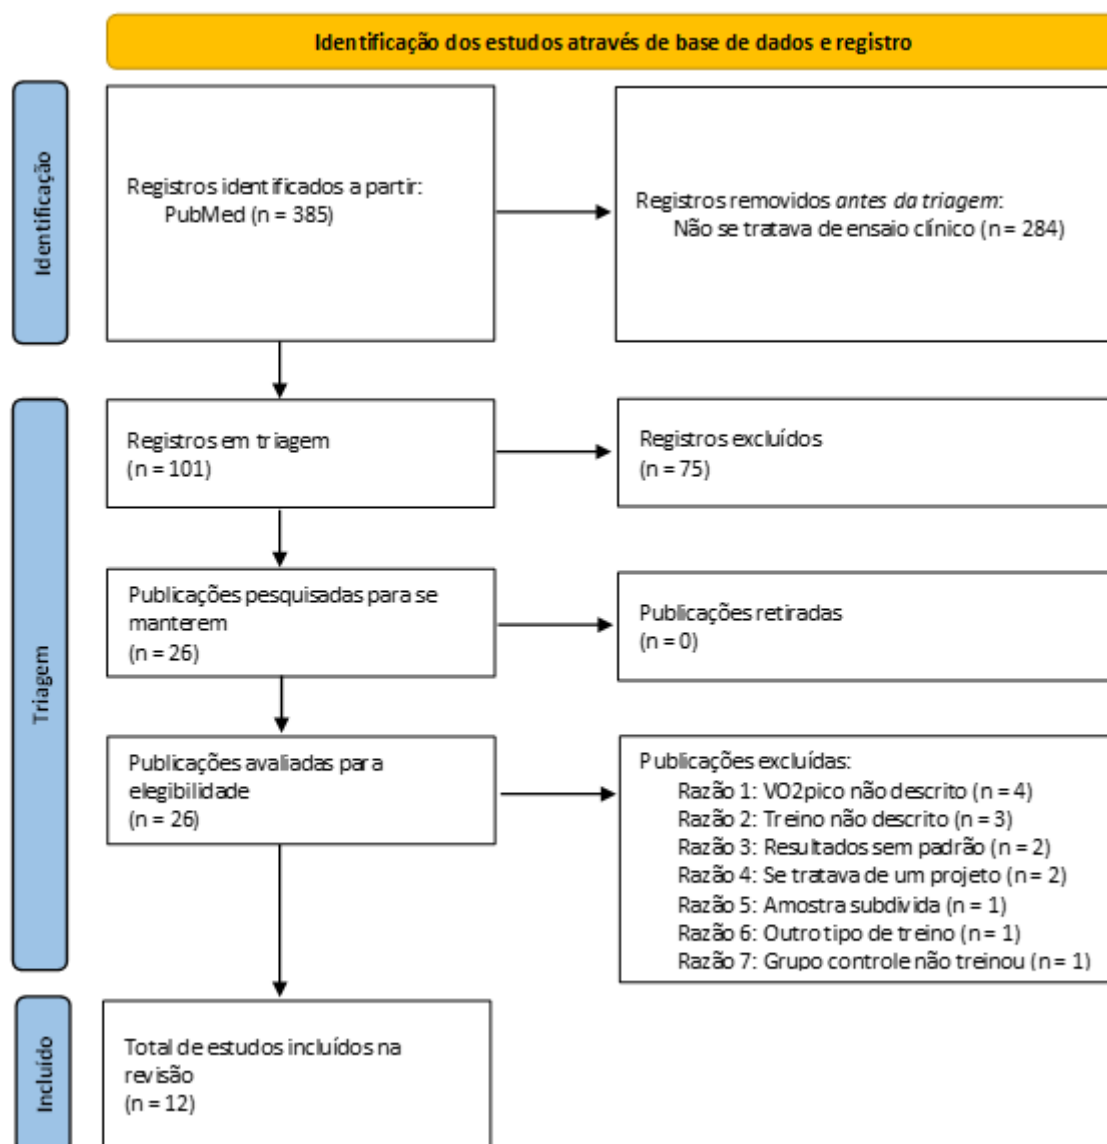 Identificação dos estudos através de base de dados e registro
Identificação
Registros identificados a partir:
PubMed (n = 385)
Registros removidos antes da triagem:
Não se tratava de ensaio clínico (n = 284)
Triagem
Registros em triagem
(n = 101)
Registros excluídos
(n = 75)
Publicações pesquisadas para se
manterem
(n = 26)
Publicações retiradas
(n = 0)
Publicações avaliadas para
elegibilidade
(n = 26)
Publicações excluídas:
Razão 1: VO2pico não descrito (n = 4)
Razão 2: Treino não descrito (n = 3)
Razão 3: Resultados sem padrão (n = 2)
Razão 4: Se tratava de um projeto (n = 2)
Razão 5: Amostra subdivida (n = 1)
Razão 6: Outro tipo de treino (n = 1)
Razão 7: Grupo controle não treinou (n = 1)
Incluído
Total de estudos incluídos na
revisão
(n = 12)